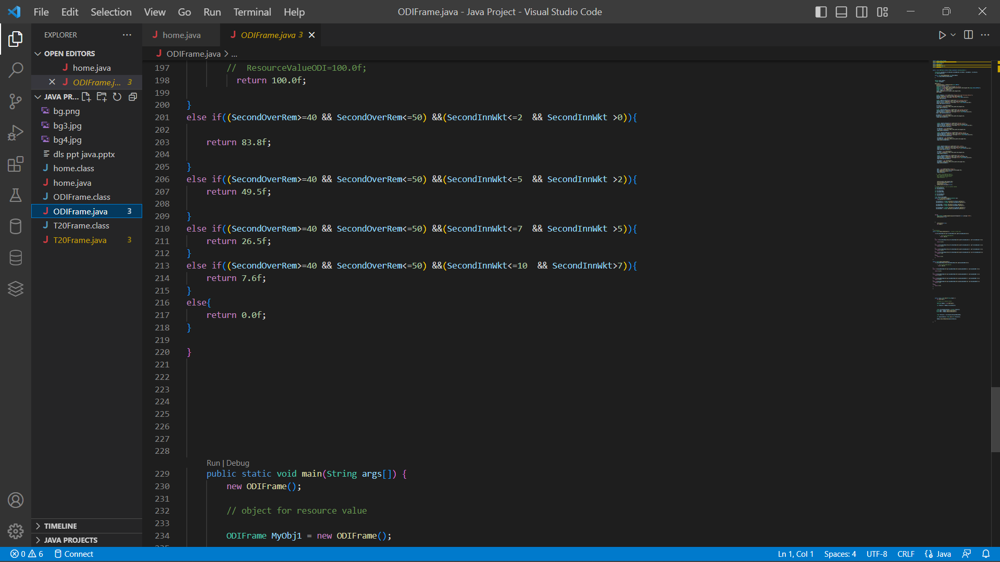 File Edit Selection View Go Run Terminal Help
ODIFrame.java - Java Project - Visual Studio Code
EXPLORER
OPEN EDITORS
home.java
ODIFrame.j... 3
JAVA PR...
bg.png
bg3.jpg
bg4.jpg
dls ppt java.pptx
home.class
home.java
ODIFrame.class
ODIFrame.java 3
T20Frame.class
T20Frame.java 3
TIMELINE
JAVA PROJECTS
home.java
ODIFrame.java 3
ODIFrame.java > ...
197 // ResourceValueODI=100.0f;
198 return 100.0f;
199
200 }
201 else if((SecondOverRem>=40 && SecondOverRem<=50) &&(SecondInnWkt<=2  && SecondInnWkt >0)){
202
203 return 83.8f;
204
205 }
206 else if((SecondOverRem>=40 && SecondOverRem<=50) &&(SecondInnWkt<=5  && SecondInnWkt >2)){
207 return 49.5f;
208
209 }
210 else if((SecondOverRem>=40 && SecondOverRem<=50) &&(SecondInnWkt<=7  && SecondInnWkt >5)){
211 return 26.5f;
212 }
213 else if((SecondOverRem>=40 && SecondOverRem<=50) &&(SecondInnWkt<=10  && SecondInnWkt>7)){
214 return 7.6f;
215 }
216 else{
217 return 0.0f;
218 }
219
220 }
221
222
223
224
225
226
227
228
Run | Debug
229 public static void main(String args[]) {
230 new ODIFrame();
231
232 // object for resource value
233
234 ODIFrame MyObj1 = new ODIFrame();
0 6 Connect
Ln 1, Col 1 Spaces: 4 UTF-8 CRLF Java